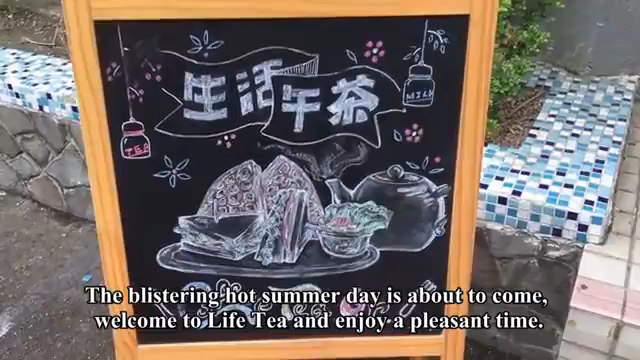 生活
午茶
MILK
TEA
The blistering hot summer day is about to come,
welcome to Life Tea and enjoy a pleasant time.